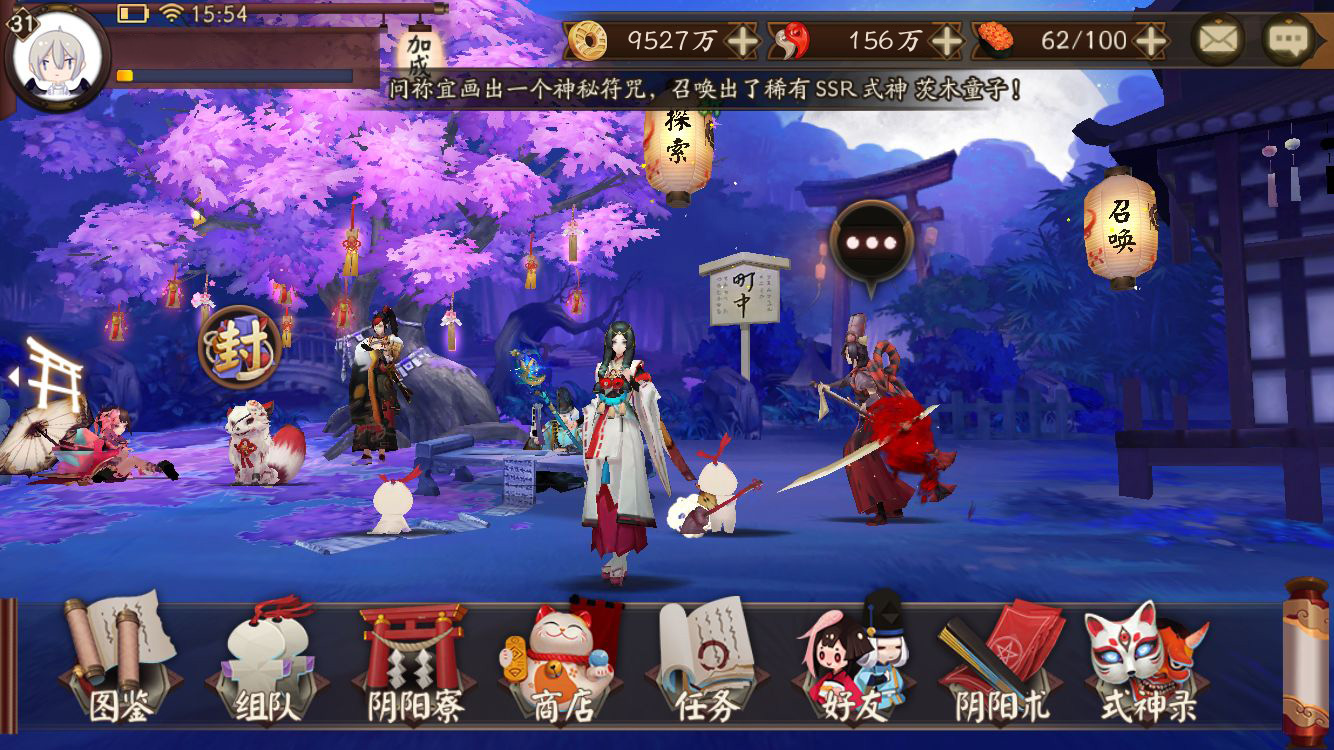 31
15:54
加成
9527万
156万
62/100
问祢宜画出一个神秘符咒，召唤出了稀有SSR式神 茨木童子！
探索
召唤
町中
封
图鉴
组队
阴阳寮
商店
任务
好友
阴阳术
式神录